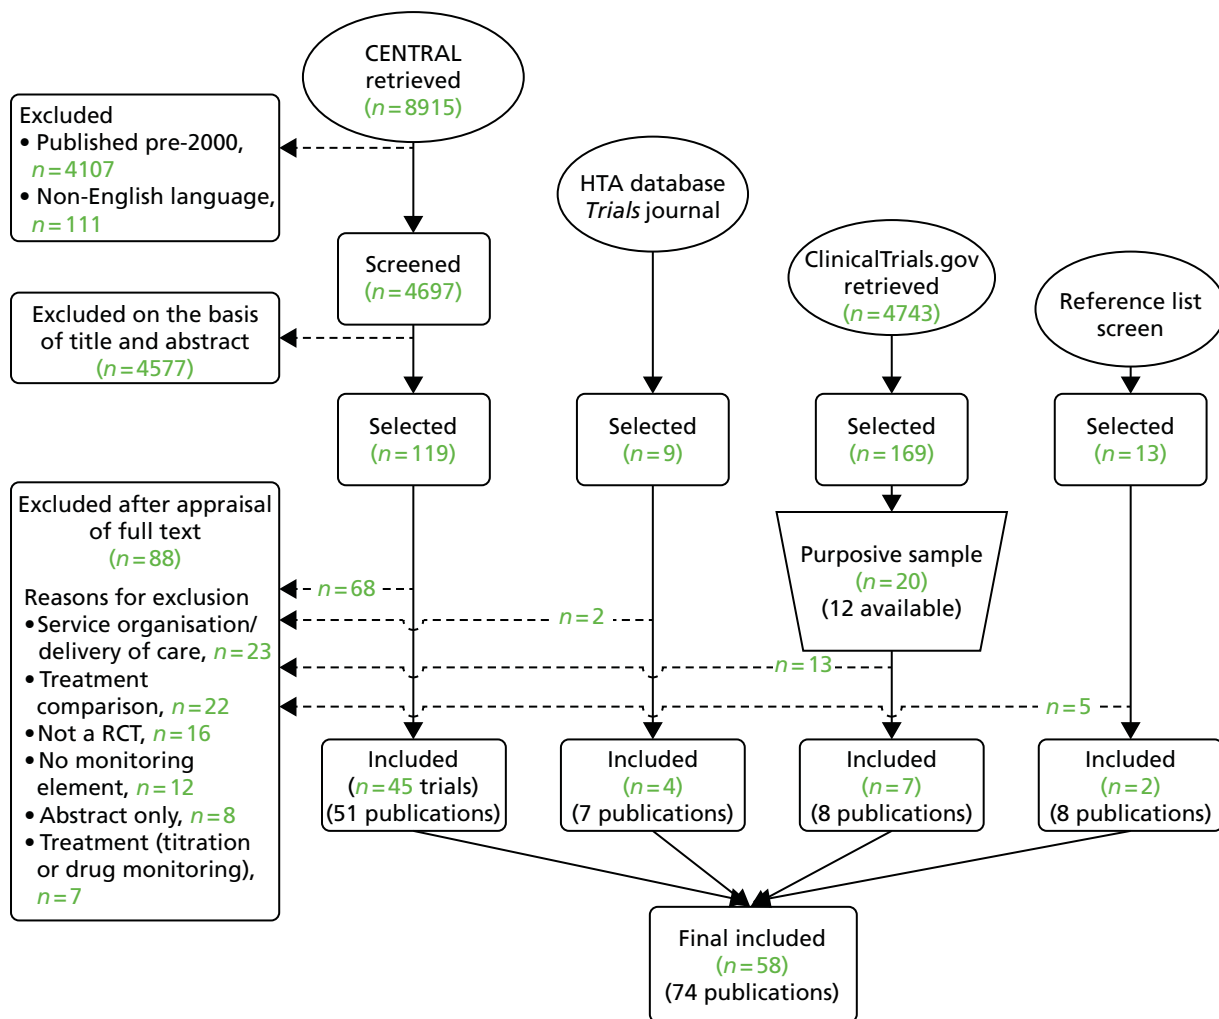 CENTRAL
retrieved
(n=8915)
Excluded
• Published pre-2000,
n=4107
• Non-English language,
n=111
HTA database
Trials journal
Screened
(n=4697)
ClinicalTrials.gov
retrieved
(n=4743)
Reference list
screen
Excluded on the basis
of title and abstract
(n=4577)
Selected
(n=119)
Selected
(n=9)
Selected
(n=169)
Selected
(n=13)
Purposive sample
(n=20)
(12 available)
Excluded after appraisal
of full text
(n=88)
Reasons for exclusion
•Service organisation/
delivery of care, n=23
• Treatment
comparison, n=22
•Not a RCT, n=16
• No monitoring
element, n=12
• Abstract only, n=8
• Treatment (titration
or drug monitoring),
n=7
n=68
n=2
n=13
n=5
Included
(n=45 trials)
(51 publications)
Included
(n=4)
(7 publications)
Included
(n=7)
(8 publications)
Included
(n=2)
(8 publications)
Final included
(n=58)
(74 publications)